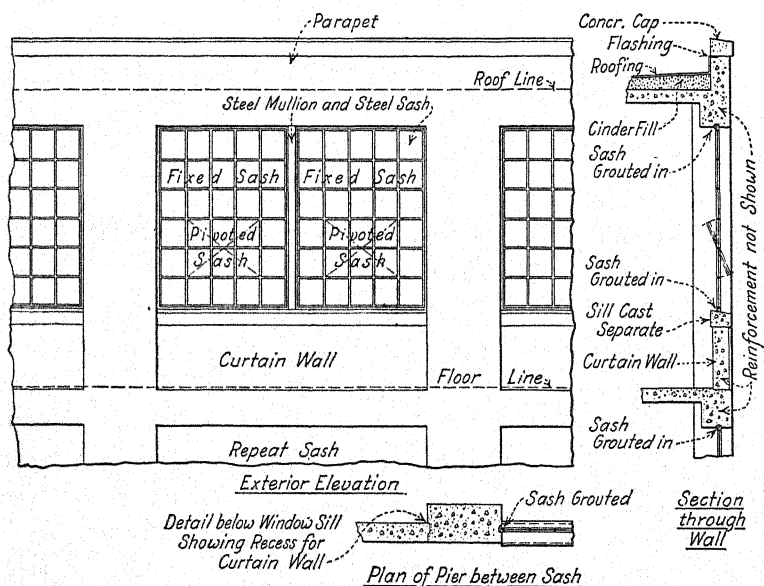 Parapet
Roof Line
Steel Mullion and Steel Sash
Fixed Sash
Fixed Sash
Pivoted
Sash
Pivoted
Sash
Curtain Wall
Floor Line
Repeat Sash
Exterior Elevation
Concr. Cap
Flashing
Roofing
Cinder Fill
Sash
Grouted in
Sash
Grouted in
Sill Cast
Separate
Curtain Wall
Sash
Grouted in
Reinforcement not Shown
Section
through
Wall
Detail below Window Sill
Showing Recess for
Curtain Wall
Sash Grouted
Plan of Pier between Sash